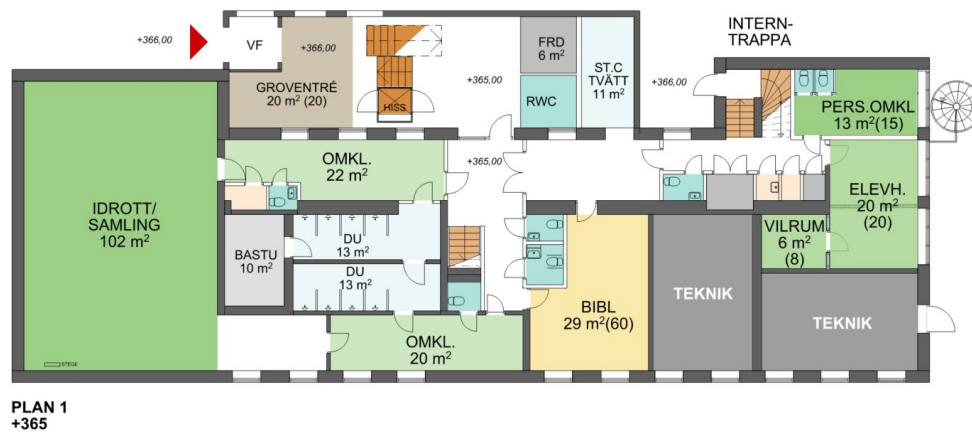 INTERN-
TRAPPA
+366,00
VF
+366,00
FRD
6 m²
ST.C
TVÄTT
11 m²
+365,00
+366,00
GROVENTRÉ
20 m² (20)
HISS
RWC
PERS.OMKL
13 m²(15)
OMKL.
22 m²
+365,00
ELEVH.
20 m²
(20)
IDROTT/
SAMLING
102 m²
VILRUM
6 m²
(8)
BASTU
10 m²
DU
13 m²
DU
13 m²
TEKNIK
BIBL
29 m²(60)
TEKNIK
OMKL.
20 m²
STEGE
PLAN 1
+365